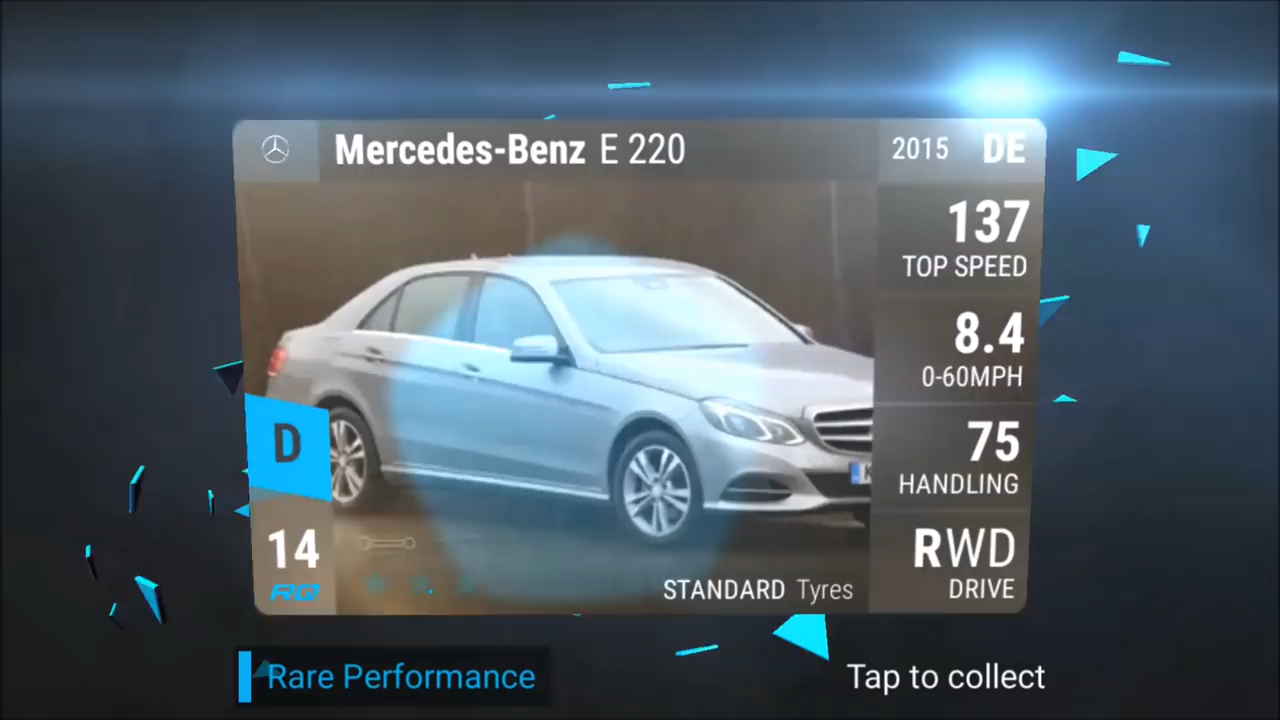 Mercedes-Benz E 220
2015 DE
137
TOP SPEED
8.4
0-60MPH
75
HANDLING
RWD
DRIVE
D
14
RQ
STANDARD Tyres
Rare Performance
Tap to collect